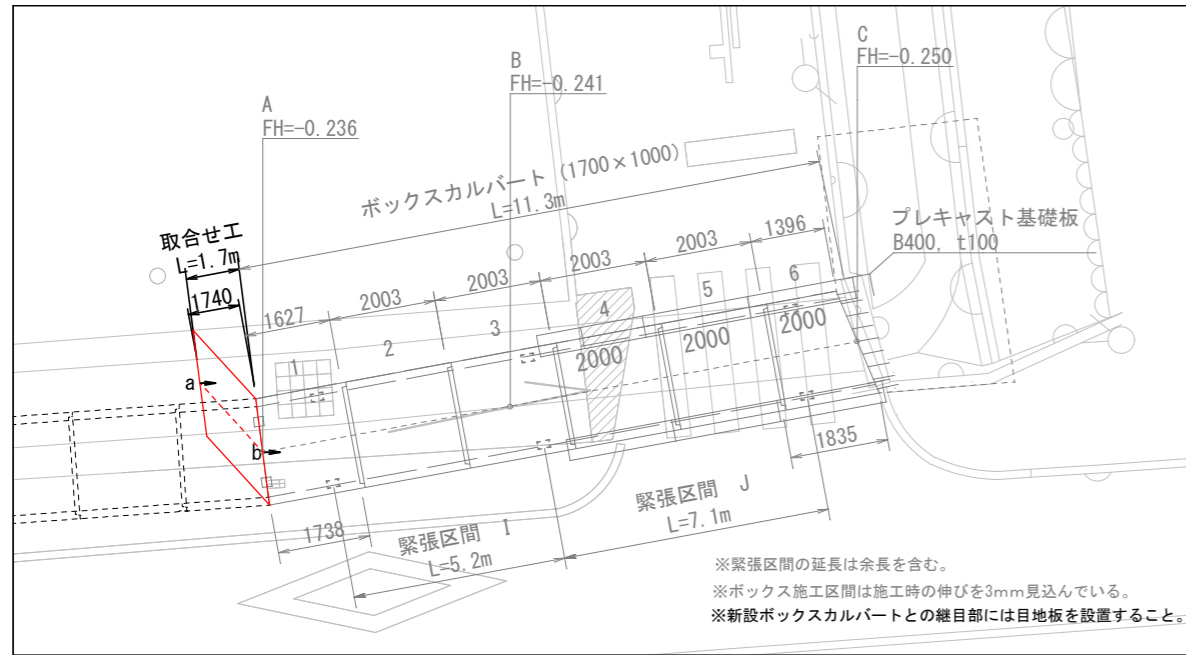 A
FH=-0.236
B
FH=-0.241
C
FH=-0.250
ボックスカルバート (1700×1000)
L=11.3m
プレキャスト基礎板
B400, t100
取合せ工
L=1.7m
1740
1627
2003
2003
2003
2003
1396
1
2
3
4
5
6
2000
2000
2000
a
b
1738
1835
緊張区間 I
L=5.2m
緊張区間 J
L=7.1m
※緊張区間の延長は余長を含む。
※ボックス施工区間は施工時の伸びを3mm見込んでいる。
※新設ボックスカルバートとの継目部には目地板を設置すること。